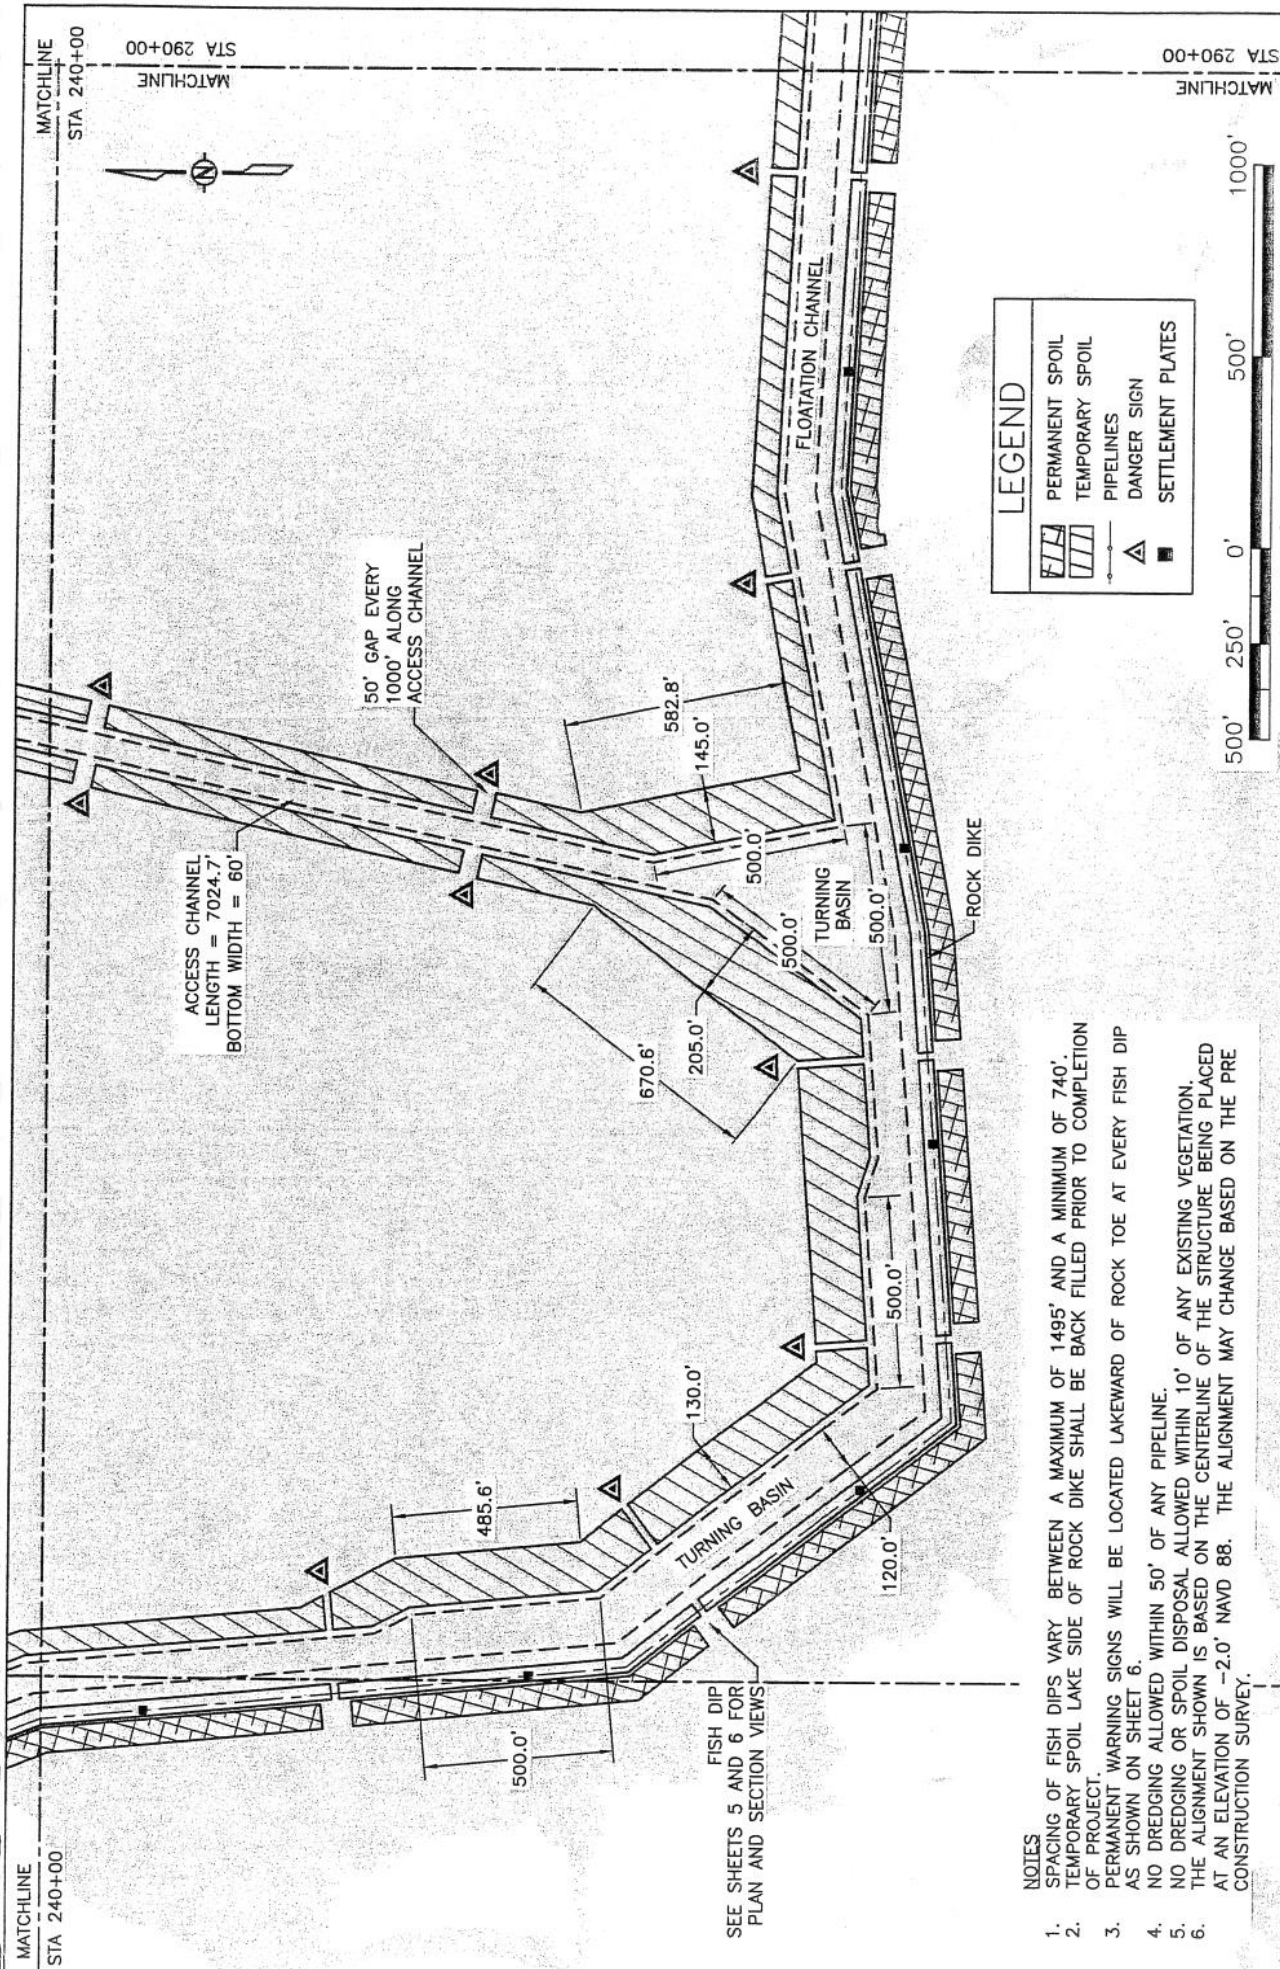 MATCHLINE
STA 240+00
MATCHLINE
STA 290+00
MATCHLINE
STA 240+00
MATCHLINE
STA 290+00
N
ACCESS CHANNEL
LENGTH = 7024.7'
BOTTOM WIDTH = 60'
50' GAP EVERY
1000' ALONG
ACCESS CHANNEL
582.8'
145.0'
500.0'
670.6'
205.0'
500.0'
TURNING
BASIN
500.0'
FLOATATION CHANNEL
485.6'
130.0'
500.0'
TURNING BASIN
120.0'
500.0'
ROCK DIKE
FISH DIP
SEE SHEETS 5 AND 6 FOR
PLAN AND SECTION VIEWS
LEGEND
PERMANENT SPOIL
TEMPORARY SPOIL
PIPELINES
DANGER SIGN
SETTLEMENT PLATES
500' 250' 0' 500' 1000'
NOTES
1. SPACING OF FISH DIPS VARY BETWEEN A MAXIMUM OF 1495' AND A MINIMUM OF 740'.
2. TEMPORARY SPOIL LAKE SIDE OF ROCK DIKE SHALL BE BACK FILLED PRIOR TO COMPLETION
OF PROJECT.
3. PERMANENT WARNING SIGNS WILL BE LOCATED LAKEWARD OF ROCK TOE AT EVERY FISH DIP
AS SHOWN ON SHEET 6.
4. NO DREDGING ALLOWED WITHIN 50' OF ANY PIPELINE.
5. NO DREDGING OR SPOIL DISPOSAL ALLOWED WITHIN 10' OF ANY EXISTING VEGETATION.
6. THE ALIGNMENT SHOWN IS BASED ON THE CENTERLINE OF THE STRUCTURE BEING PLACED
AT AN ELEVATION OF -2.0' NAVD 88. THE ALIGNMENT MAY CHANGE BASED ON THE PRE
CONSTRUCTION SURVEY.